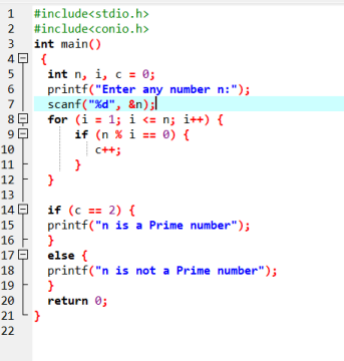 1 #include<stdio.h>
2 #include<conio.h>
3 int main()
4 {
5 int n, i, c = 0;
6 printf("Enter any number n:");
7 scanf("%d", &n);
8 for (i = 1; i <= n; i++) {
9 if (n % i == 0) {
10 c++;
11 }
12 }
13
14 if (c == 2) {
15 printf("n is a Prime number");
16 }
17 else {
18 printf("n is not a Prime number");
19 }
20 return 0;
21 }
22